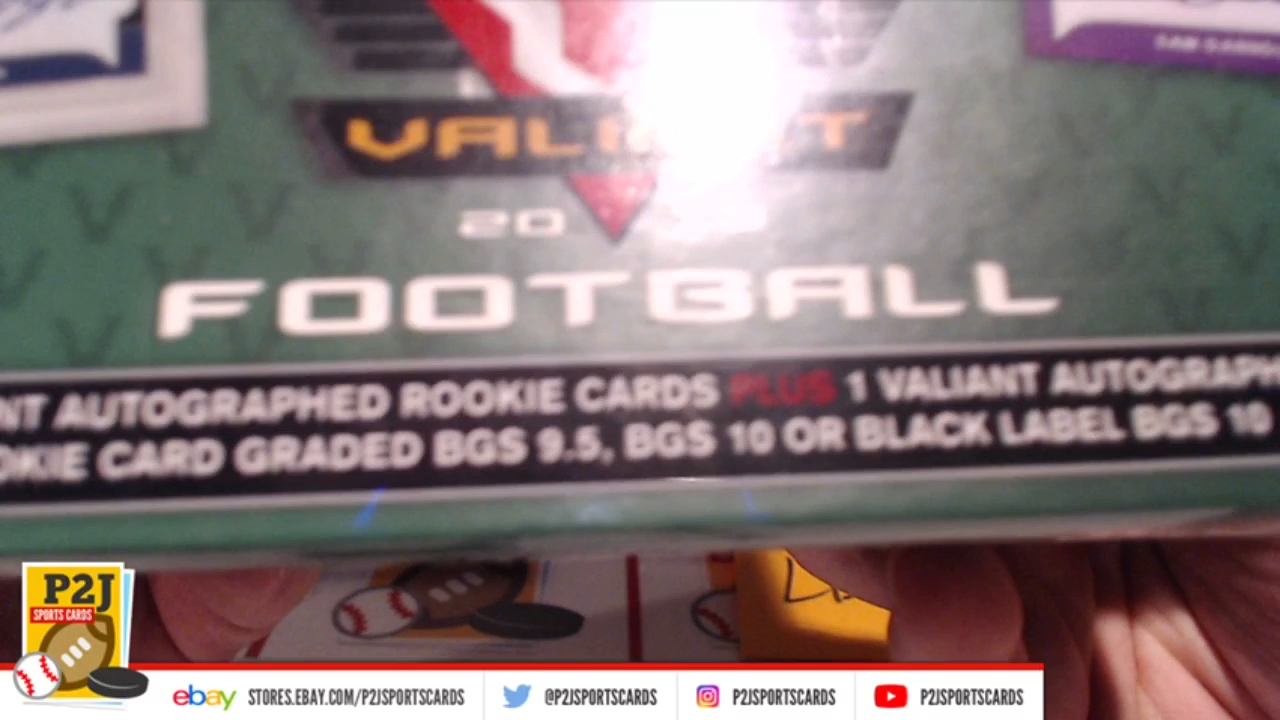 FOOTBALL
20
NT AUTOGRAPHED ROOKIE CARDS PLUS 1 VALIANT AUTOGRAPH
OKIE CARD GRADED BGS 9.5, BGS 10 OR BLACK LABEL BGS 10
P2J
SPORTS CARDS
ebay STORES.EBAY.COM/P2JSPORTSCARDS @P2JSPORTSCARDS P2JSPORTSCARDS P2JSPORTSCARDS